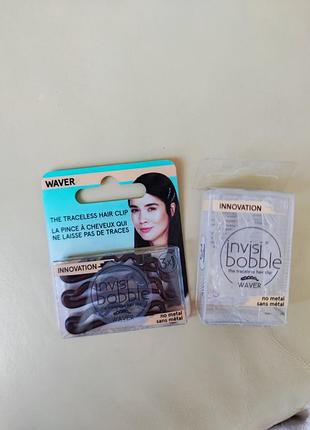 WAVER
THE TRACELESS HAIR CLIP
LA PINCE À CHEVEUX QUI
NE LAISSE PAS DE TRACES
INNOVATION
invisi
bobble
WAVER
no metal
sans métal
INNOVATION
invisi
bobble
the traceless hair clip
WAVER
no metal
sans métal